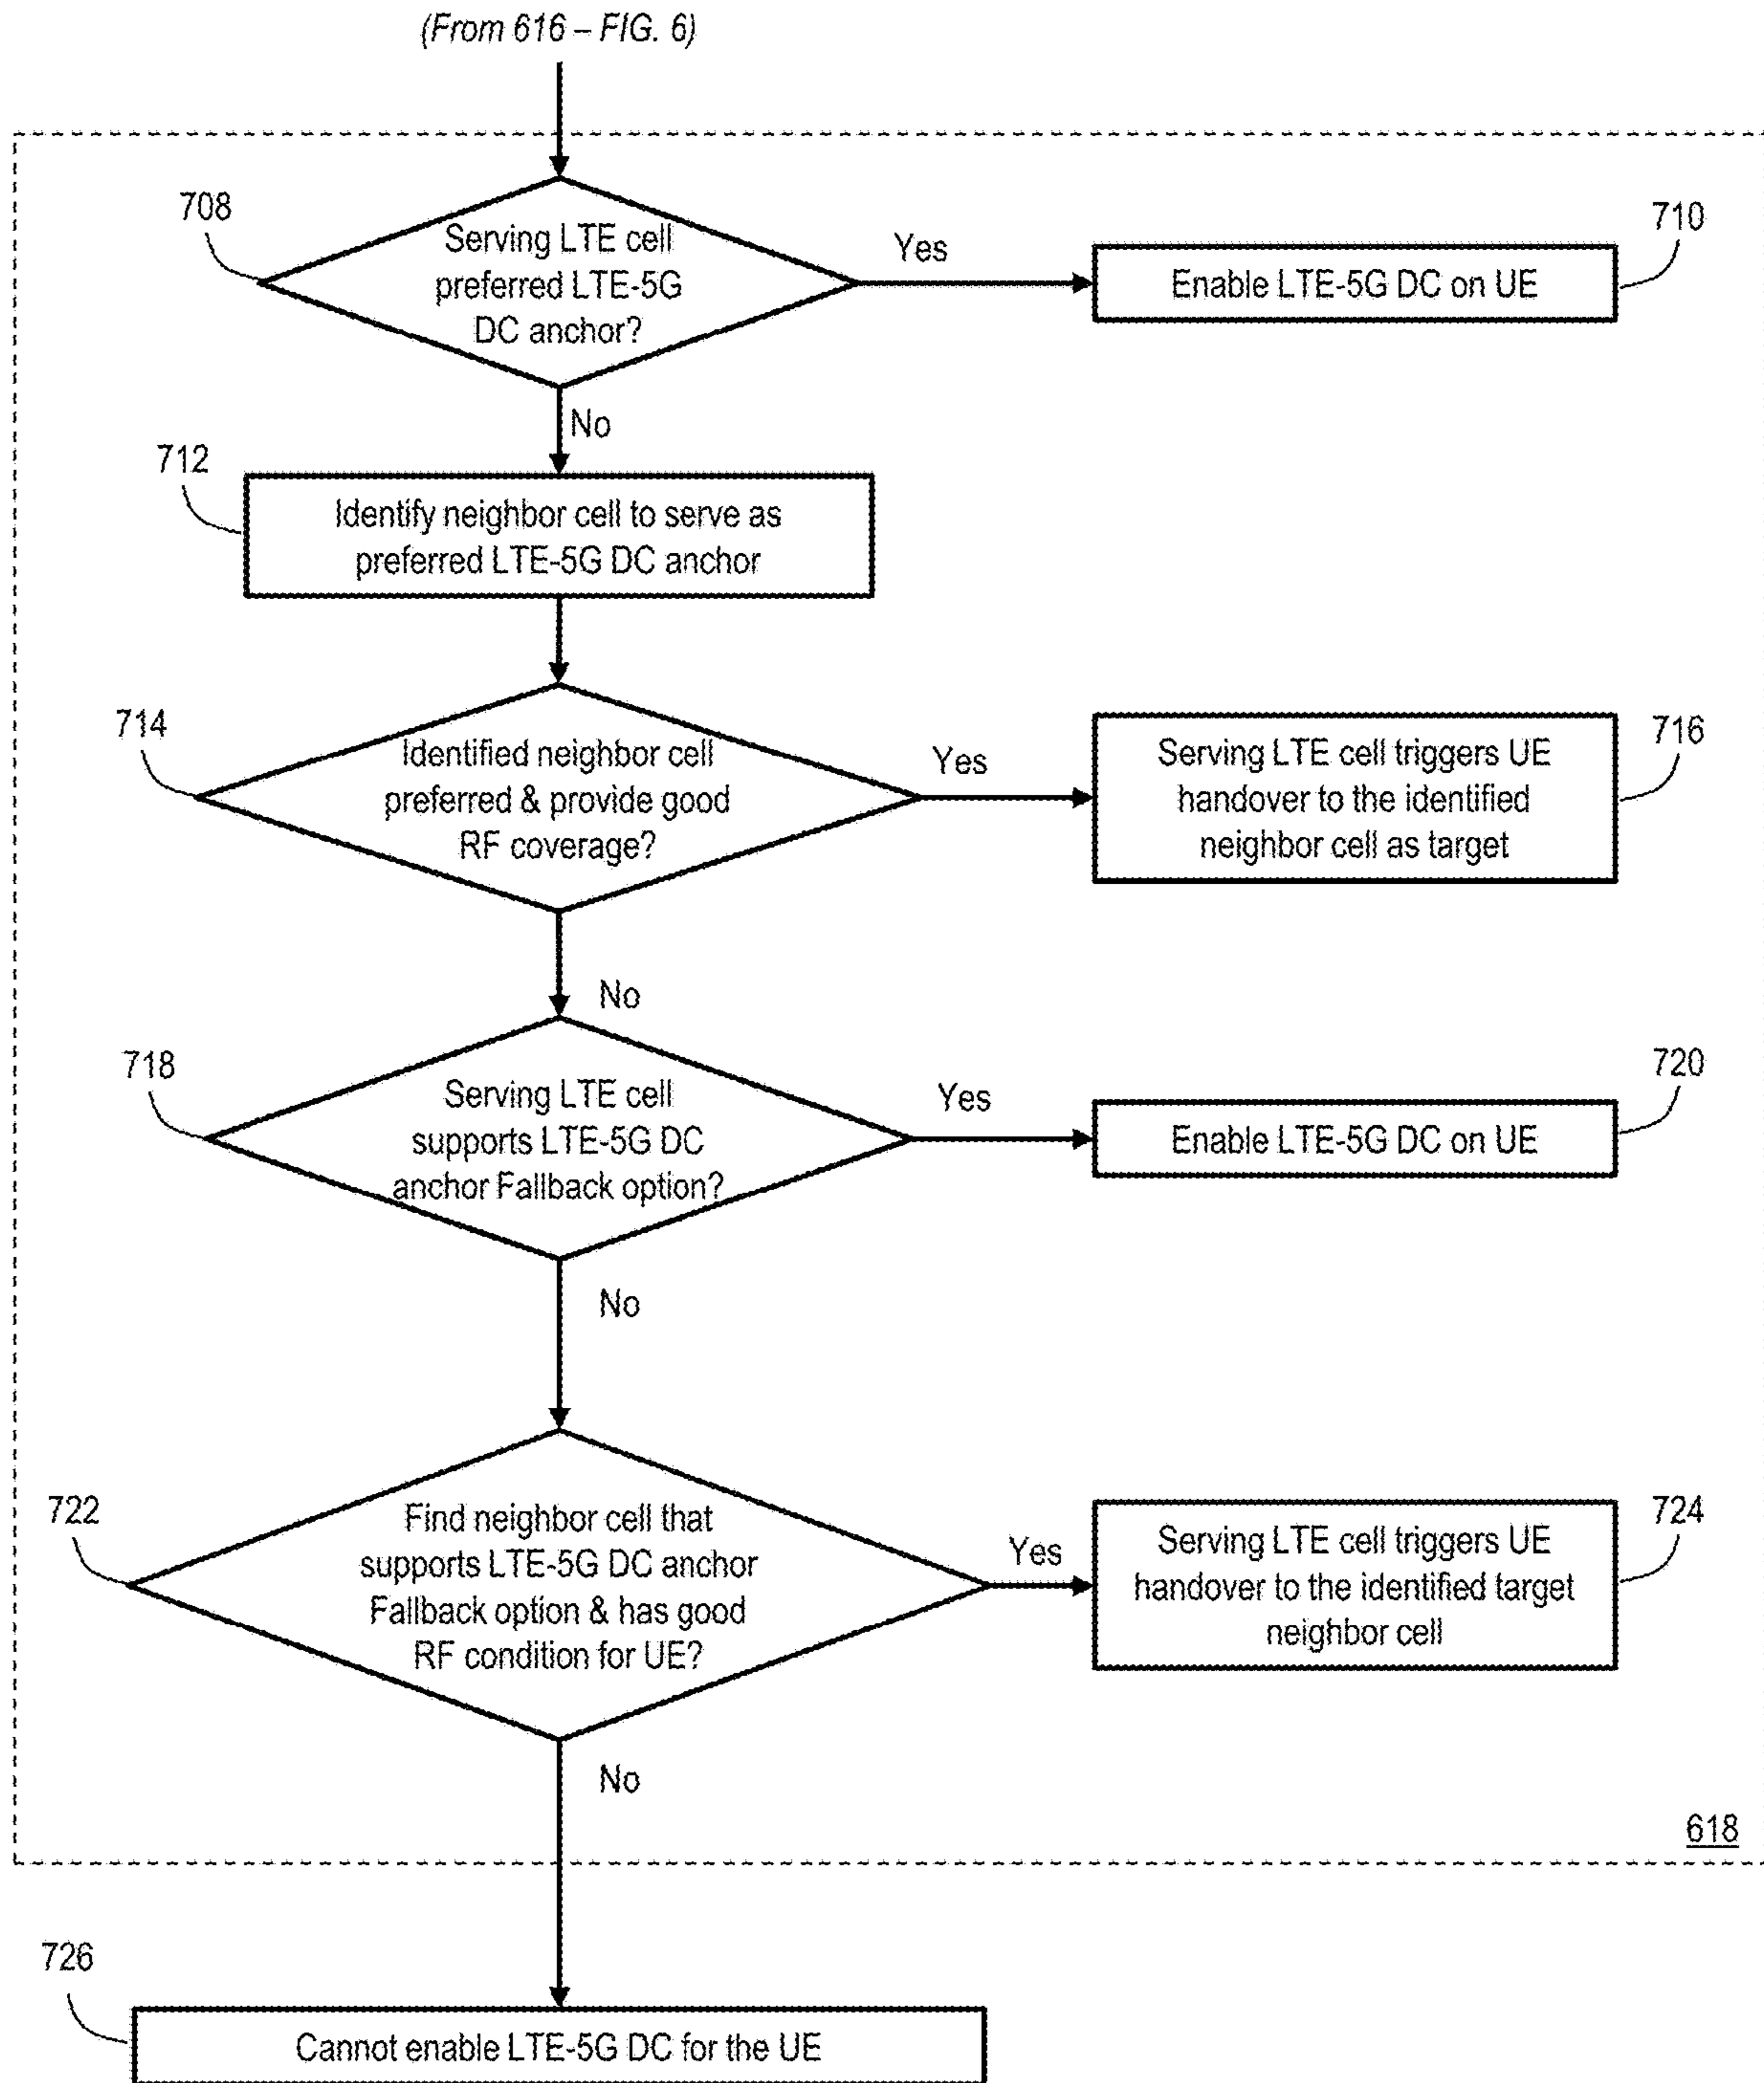 (From 616 – FIG. 6)
708
Serving LTE cell
preferred LTE-5G
DC anchor?
Yes
710
Enable LTE-5G DC on UE
No
712
Identify neighbor cell to serve as
preferred LTE-5G DC anchor
714
Identified neighbor cell
preferred & provide good
RF coverage?
Yes
716
Serving LTE cell triggers UE
handover to the identified
neighbor cell as target
No
718
Serving LTE cell
supports LTE-5G DC
anchor Fallback option?
Yes
720
Enable LTE-5G DC on UE
No
722
Find neighbor cell that
supports LTE-5G DC anchor
Fallback option & has good
RF condition for UE?
Yes
724
Serving LTE cell triggers UE
handover to the identified target
neighbor cell
No
618
726
Cannot enable LTE-5G DC for the UE